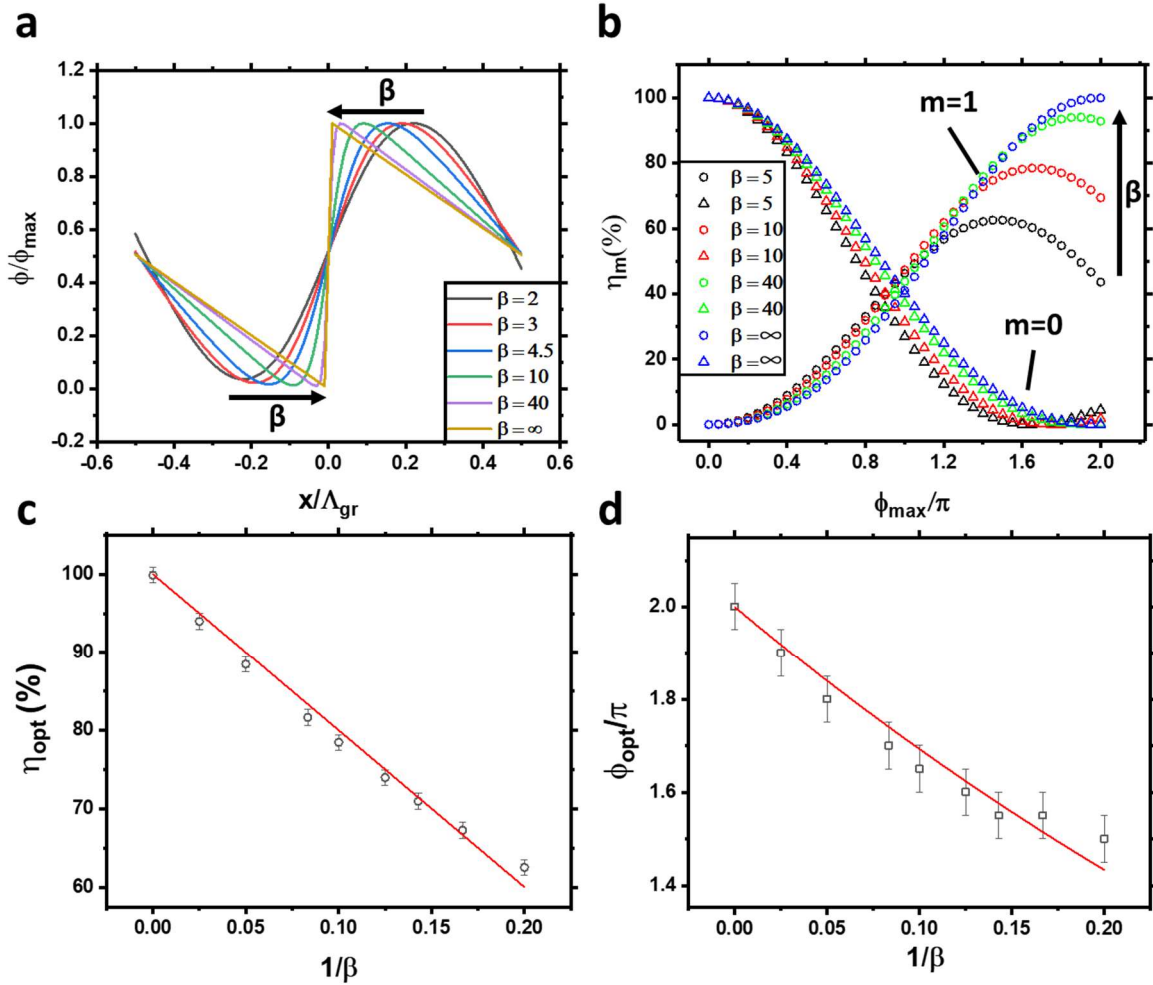 a
1.2
1.0
0.8
0.6
0.4
0.2
0.0
-0.2
ϕ/ϕmax
β
β
β = 2
β = 3
β = 4.5
β = 10
β = 40
β = ∞
-0.6 -0.4 -0.2 0.0 0.2 0.4 0.6
x/Λgr
b
100
80
60
40
20
0
ηm(%)
m=1
m=0
β
β = 5
β = 5
β = 10
β = 10
β = 40
β = 40
β = ∞
β = ∞
0.0 0.4 0.8 1.2 1.6 2.0
ϕmax/π
c
100
90
80
70
60
ηopt (%)
0.00 0.05 0.10 0.15 0.20
1/β
d
2.0
1.8
1.6
1.4
ϕopt/π
0.00 0.05 0.10 0.15 0.20
1/β